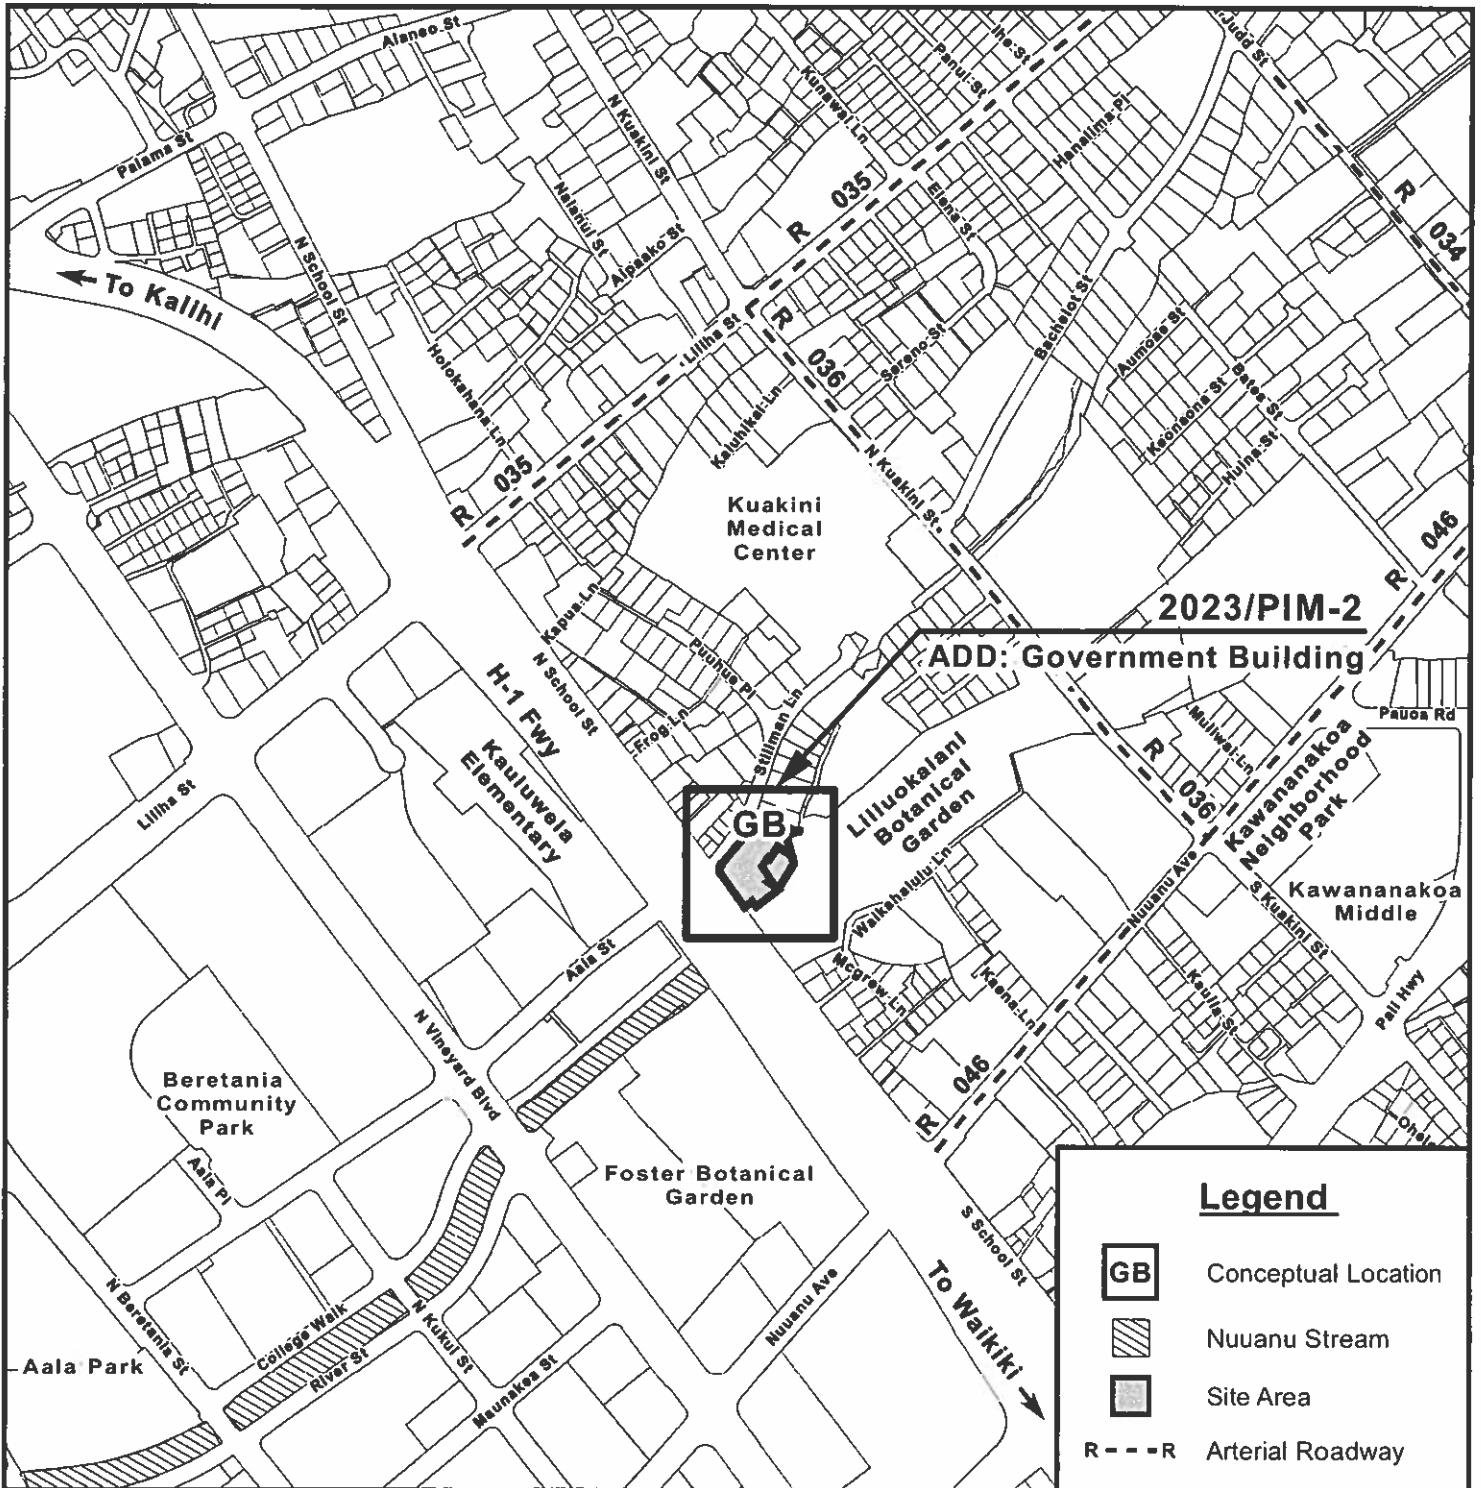 Alaneo St
Judd St
Iho St
Panui St
Kunawai Ln
N Kuakini St
Hanalima Pl
Palama St
R
035
R
034
Elena St
Nalanui St
Aipaako St
N School St
To Kalihi
R
036
Bachelot St
Liliha St
Sereno St
Aumoae St
Holokahana Ln
Bates St
Keonaona St
Kaluhikai Ln
Huina St
035
R
N Kuakini St
Kuakini
Medical
Center
046
R
Kapua Ln
2023/PIM-2
ADD: Government Building
Puuhue Pl
N School St
H-1 Fwy
Frog Ln
Stillman Ln
Pauoa Rd
Muliwai Ln
Kauluwela
Elementary
Liliuokalani
Botanical
Garden
R
036
Kawananakoa
Neighborhood
Park
Liliha St
GB
Waikahalulu Ln
Nuuanu Ave
S Kuakini St
Kawananakoa
Middle
Aala St
Mcgrew Ln
Kaena Ln
Kauila St
Pali Hwy
N Vineyard Blvd
046
R
Beretania
Community
Park
Ohelo
Aala Pl
Foster Botanical
Garden
S School St
N Beretania St
College Walk
River St
N Kukui St
Maunakea St
Nuuanu Ave
To Waikiki
Aala Park
Legend
GB Conceptual Location
Nuuanu Stream
Site Area
R R Arterial Roadway